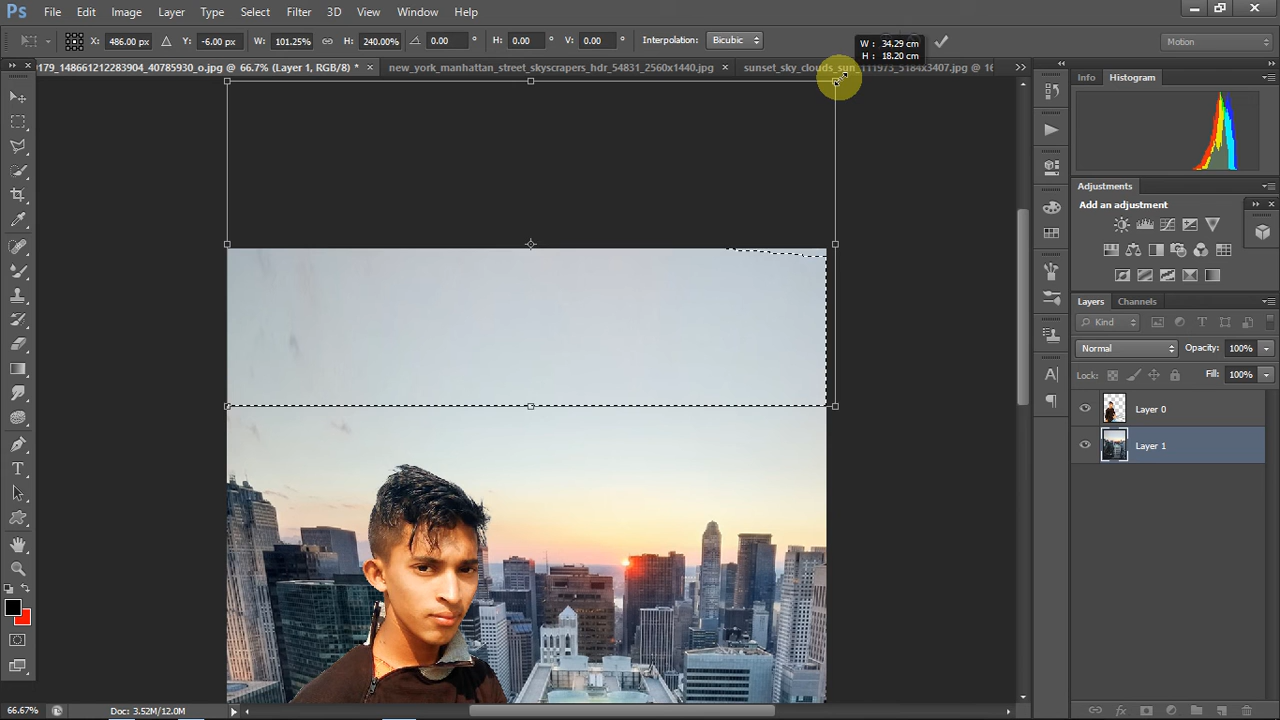 Ps File Edit Image Layer Type Select Filter 3D View Window Help
X: 486.00 px Y: -6.00 px W: 101.25% H: 240.00% 0.00 ° H: 0.00 ° V: 0.00 ° Interpolation: Bicubic
W : 34.29 cm
H : 18.20 cm
Motion
179_148661212283904_40785930_o.jpg @ 66.7% (Layer 1, RGB/8) * × new_york_manhattan_street_skyscrapers_hdr_54831_2560x1440.jpg × sunset_sky_clouds_sun_111973_5184x3407.jpg @ 16
Info Histogram
Adjustments
Add an adjustment
Layers Channels
Kind
Normal Opacity: 100%
Lock: Fill: 100%
Layer 0
Layer 1
T
A
66.67% Doc: 3.52M/12.0M